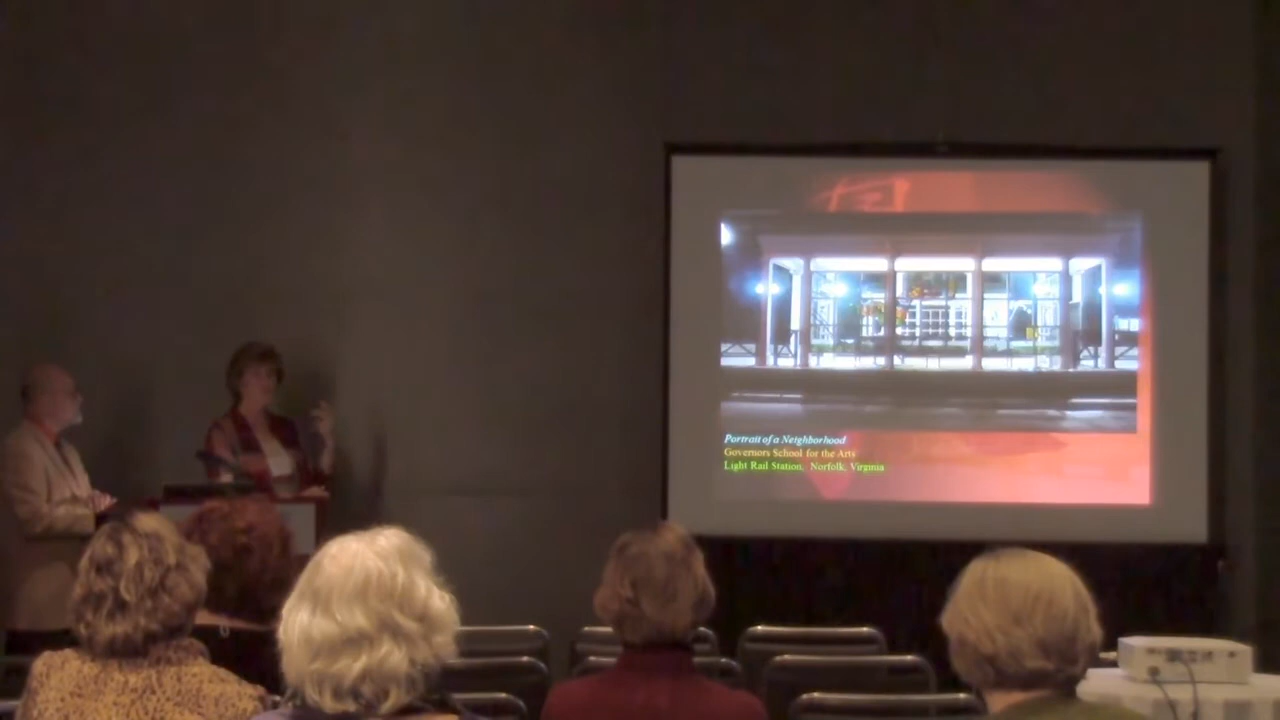 Portrait of a Neighborhood
Governors School for the Arts
Light Rail Station, Norfolk, Virginia